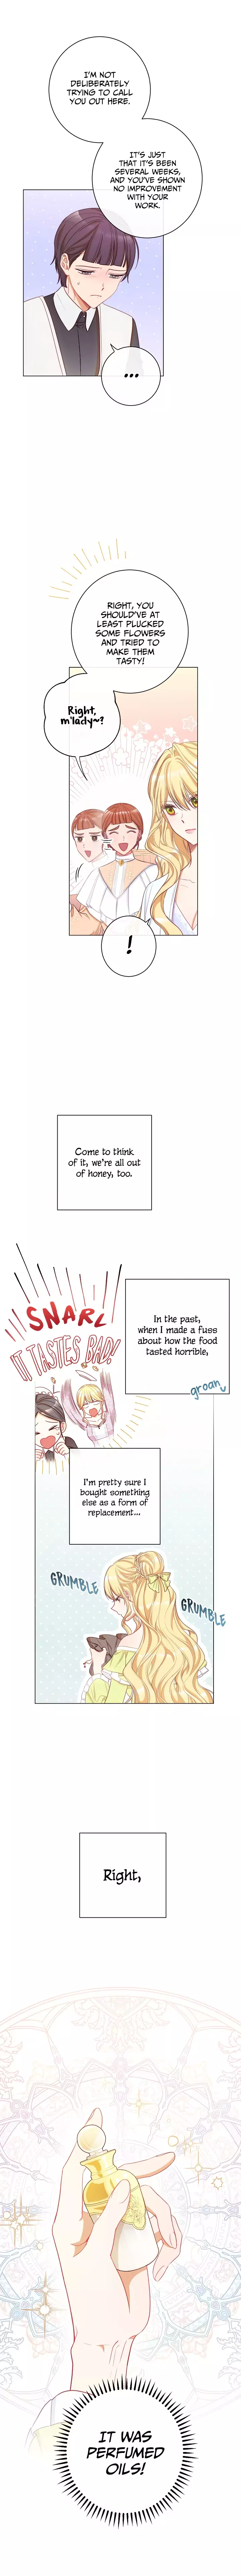 I'M NOT
DELIBERATELY
TRYING TO CALL
YOU OUT HERE.
IT'S JUST
THAT IT'S BEEN
SEVERAL WEEKS,
AND YOU'VE SHOWN
NO IMPROVEMENT
WITH YOUR
WORK.
...
RIGHT, YOU
SHOULD'VE AT
LEAST PLUCKED
SOME FLOWERS
AND TRIED TO
MAKE THEM
TASTY!
Right,
m'lady~?
!
Come to think
of it, we're all out
of honey, too.
In the past,
when I made a fuss
about how the food
tasted horrible,
SNARL
IT TASTES BAD!
groan
I'm pretty sure I
bought something
else as a form of
replacement...
GRUMBLE
GRUMBLE
Right,
IT WAS
PERFUMED
OILS!